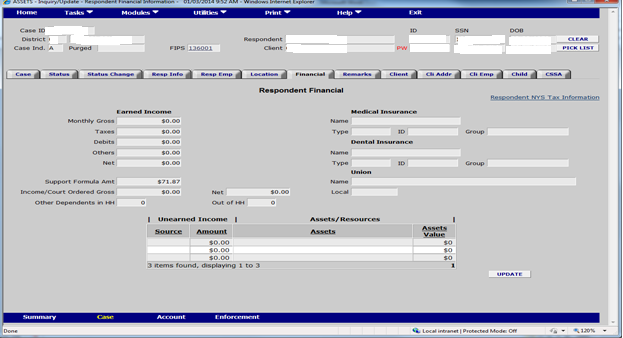 ASSETS - Inquiry/Update - Respondent Financial Information - 01/03/2014 9:52 AM - Windows Internet Explorer
Home Tasks Modules Utilities Print Help Exit
Case ID ID SSN DOB
District Respondent CLEAR
Case Ind. A Purged FIPS 136001 Client PW PICK LIST
Case Status Status Change Resp Info. Resp Emp Location Financial Remarks Client Cli Addr Cli Emp Child CSSA
Respondent Financial
Respondent NYS Tax Information
Earned Income Medical Insurance
Monthly Gross $0.00 Name
Taxes $0.00 Type ID Group
Debits $0.00 Dental Insurance
Others $0.00 Name
Net $0.00 Type ID Group
Union
Support Formula Amt $71.87 Name
Income/Court Ordered Gross $0.00 Net $0.00 Local
Other Dependents in HH 0 Out of HH 0
| Unearned Income | Assets/Resources |
Source Amount Assets Assets Value
$0.00 $0
$0.00 $0
$0.00 $0
3 items found, displaying 1 to 3 1
UPDATE
Summary Case Account Enforcement
Done Local intranet | Protected Mode: Off 120%